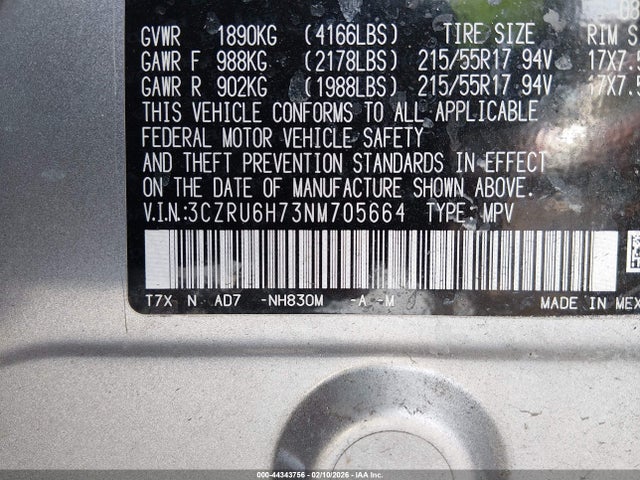 08
GVWR 1890KG (4166LBS) TIRE SIZE RIM S
GAWR F 988KG (2178LBS) 215/55R17 94V 17X7.5
GAWR R 902KG (1988LBS) 215/55R17 94V 17X7.5
THIS VEHICLE CONFORMS TO ALL APPLICABLE
FEDERAL MOTOR VEHICLE SAFETY
AND THEFT PREVENTION STANDARDS IN EFFECT
ON THE DATE OF MANUFACTURE SHOWN ABOVE.
V.I.N.:3CZRU6H73NM705664 TYPE: MPV
T7X N AD7 -NH830M -A -M
MADE IN MEX
000-44343756 - 02/10/2026 - IAA Inc.